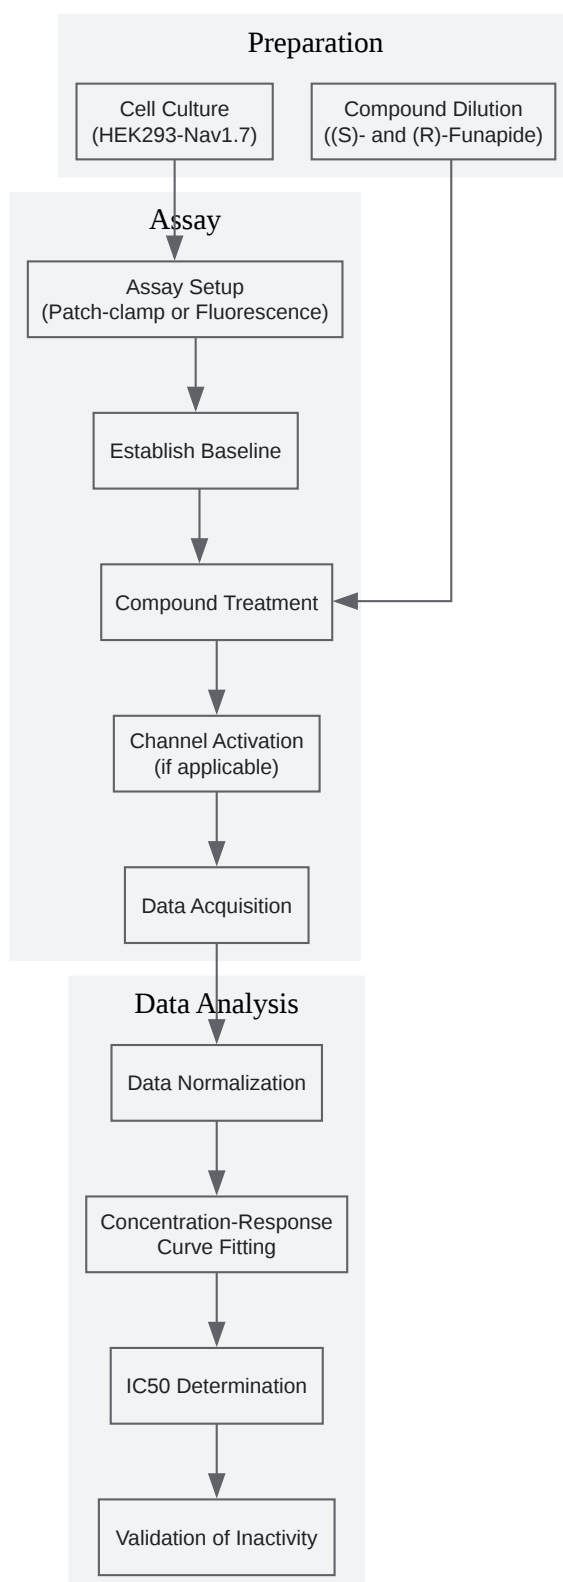 Preparation
Cell Culture
(HEK293-Nav1.7)
Compound Dilution
((S)- and (R)-Funapide)
Assay
Assay Setup
(Patch-clamp or Fluorescence)
Establish Baseline
Compound Treatment
Channel Activation
(if applicable)
Data Acquisition
Data Analysis
Data Normalization
Concentration-Response
Curve Fitting
IC50 Determination
Validation of Inactivity